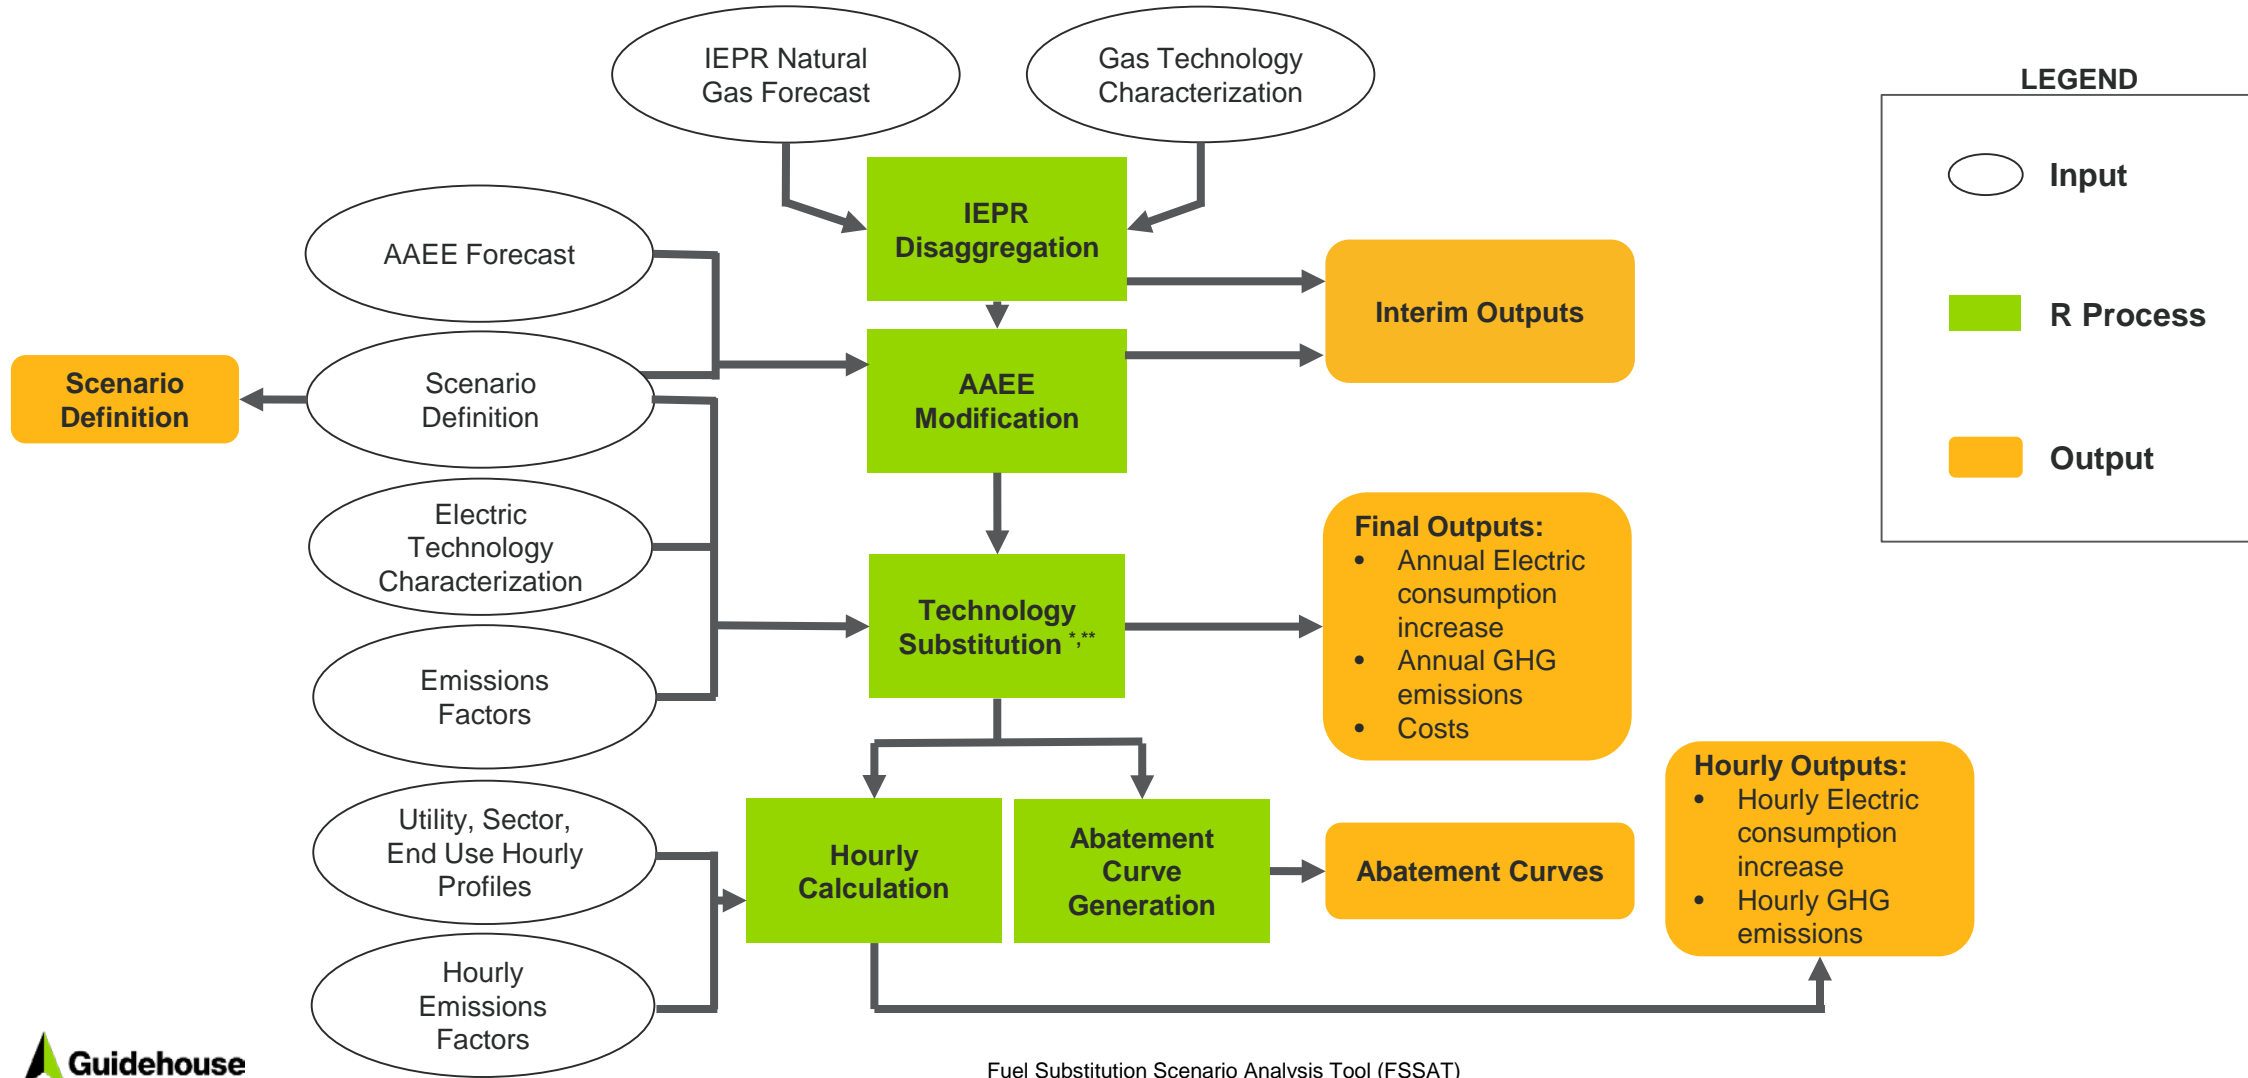 IEPR Natural
Gas Forecast
Gas Technology
Characterization
LEGEND
Input
R Process
Output
IEPR
Disaggregation
AAEE Forecast
Interim Outputs
Scenario
Definition
Scenario
Definition
AAEE
Modification
Electric
Technology
Characterization
Final Outputs:
• Annual Electric
consumption
increase
• Annual GHG
emissions
• Costs
Technology
Substitution *,**
Emissions
Factors
Utility, Sector,
End Use Hourly
Profiles
Hourly
Calculation
Abatement
Curve
Generation
Abatement Curves
Hourly Outputs:
• Hourly Electric
consumption
increase
• Hourly GHG
emissions
Hourly
Emissions
Factors
Guidehouse
Fuel Substitution Scenario Analysis Tool (FSSAT)